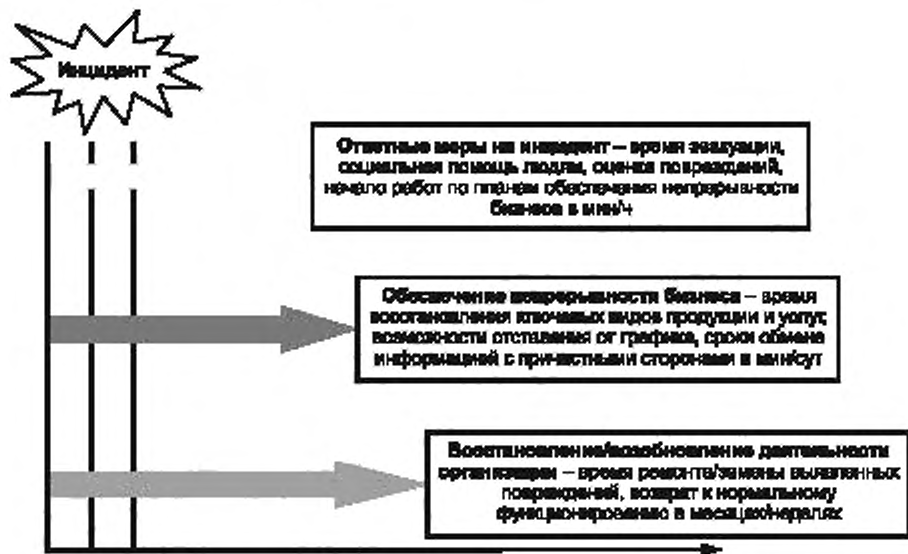 Инцидент
Ответные меры на инцидент – время эвакуации,
социальная помощь людям, оценка повреждений,
начало работ по планам обеспечения непрерывности
бизнеса в мин/ч
Обеспечение непрерывности бизнеса – время
восстановления ключевых видов продукции и услуг,
возможности отставания от графика, сроки обмена
информацией с причастными сторонами в мин/сут
Восстановление/возобновление деятельности
организации – время ремонта/замены выявленных
повреждений, возврат к нормальному
функционированию в месяцах/неделях